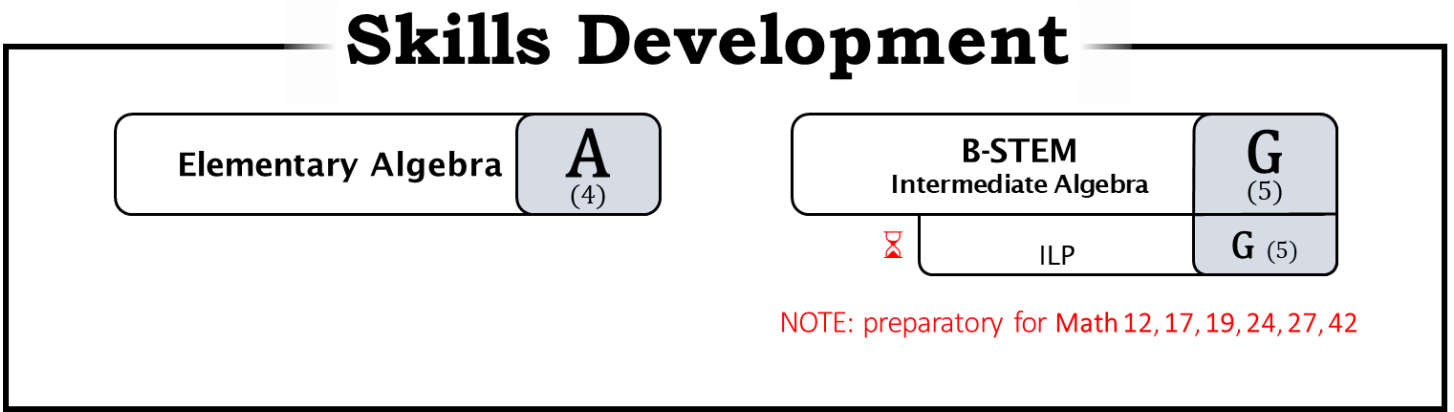 Skills Development
Elementary Algebra
A
(4)
B-STEM
Intermediate Algebra
G
(5)
ILP
G (5)
NOTE: preparatory for Math 12, 17, 19, 24, 27, 42